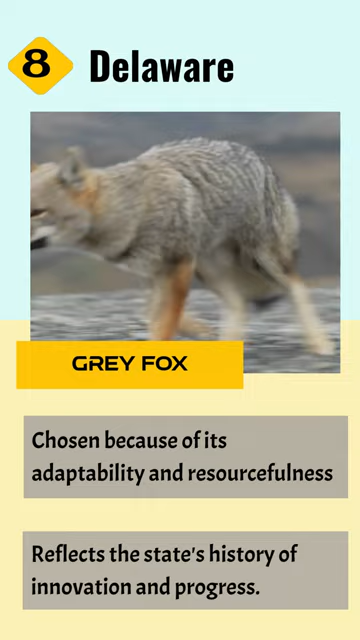 8
Delaware
GREY FOX
Chosen because of its
adaptability and resourcefulness
Reflects the state's history of
innovation and progress.